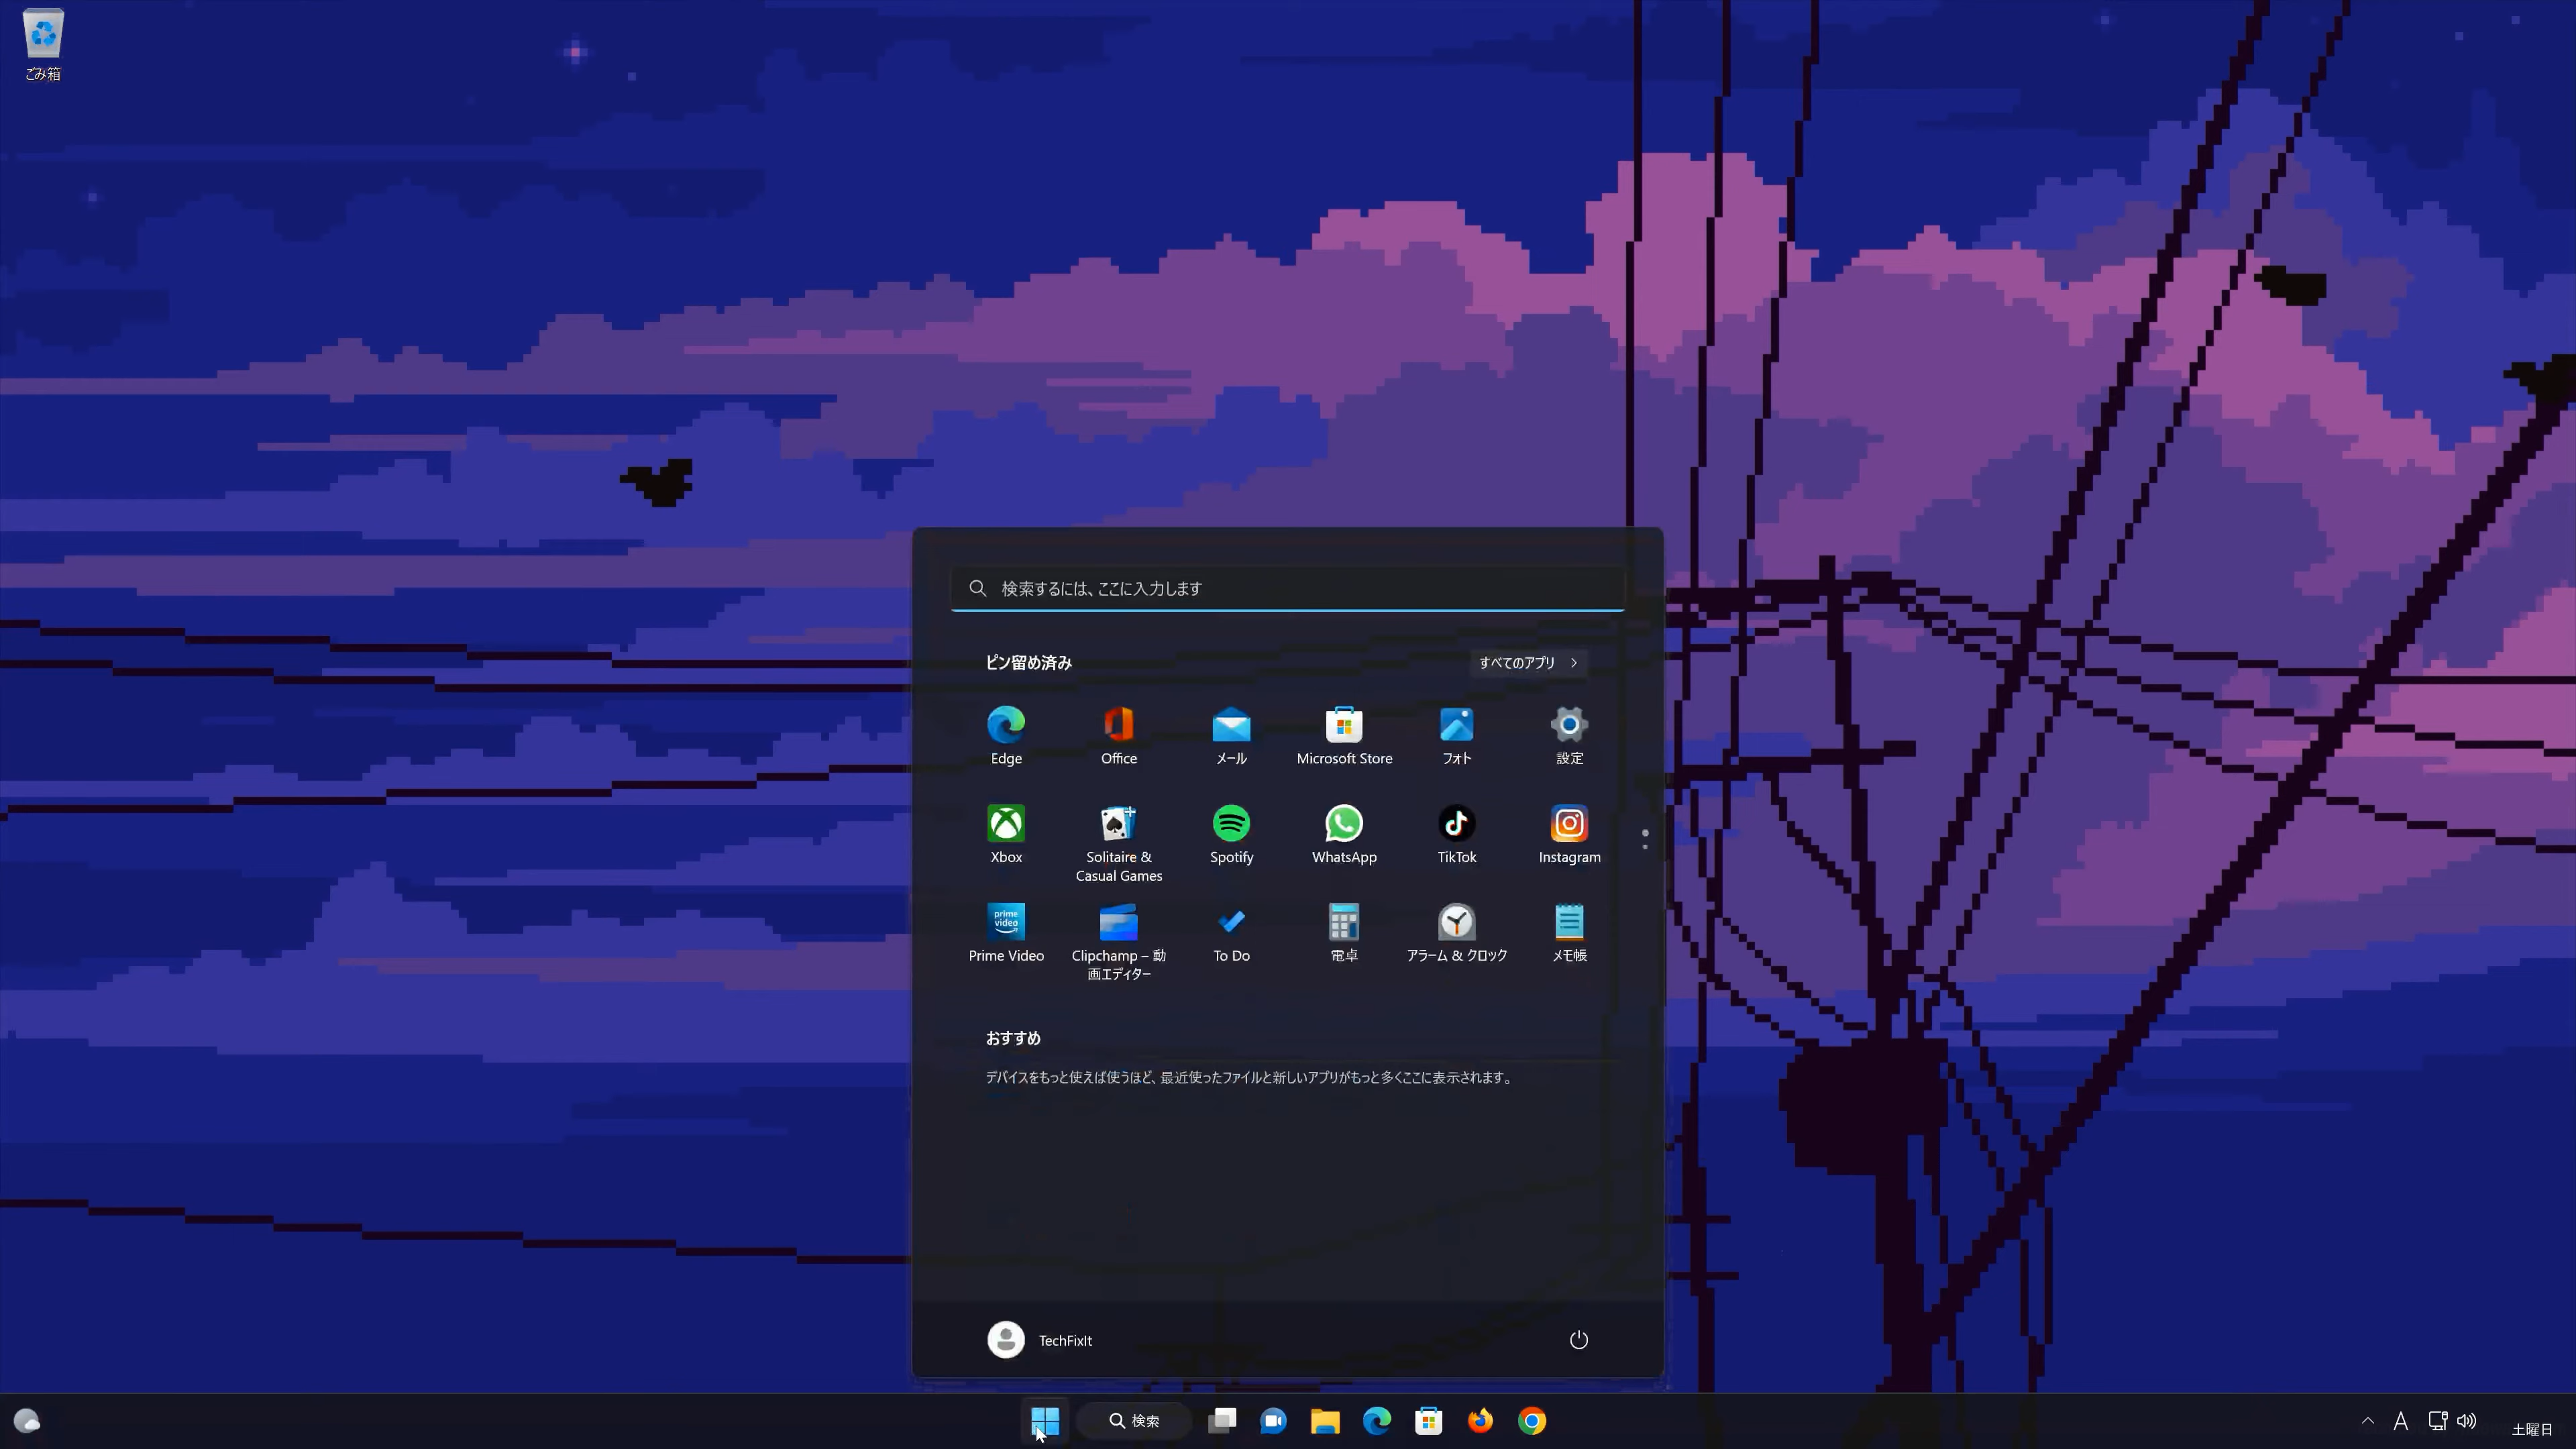 ごみ箱
検索するには、ここに入力します
ピン留め済み
すべてのアプリ
Edge
Office
メール
Microsoft Store
フォト
設定
Xbox
Solitaire &
Casual Games
Spotify
WhatsApp
TikTok
Instagram
prime
video
Prime Video
Clipchamp – 動
画エディター
To Do
電卓
アラーム & クロック
メモ帳
おすすめ
デバイスをもっと使えば使うほど、最近使ったファイルと新しいアプリがもっと多くここに表示されます。
TechFixIt
検索
A
土曜日